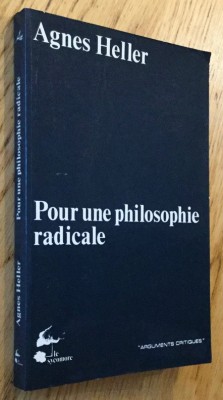 Agnes Heller
Pour une philosophie
radicale
"ARGUMENTS CRITIQUES"
Pour une philosophie radicale
Agnes Heller
le
sycomore